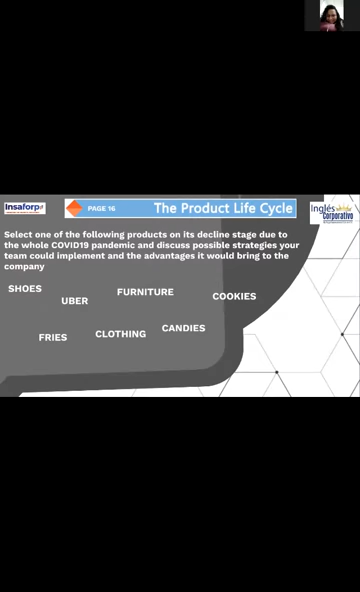 Insaforp
PAGE 16
The Product Life Cycle
Inglés
Corporativo
Select one of the following products on its decline stage due to
the whole COVID19 pandemic and discuss possible strategies your
team could implement and the advantages it would bring to the
company
SHOES
UBER
FURNITURE
COOKIES
FRIES
CLOTHING
CANDIES